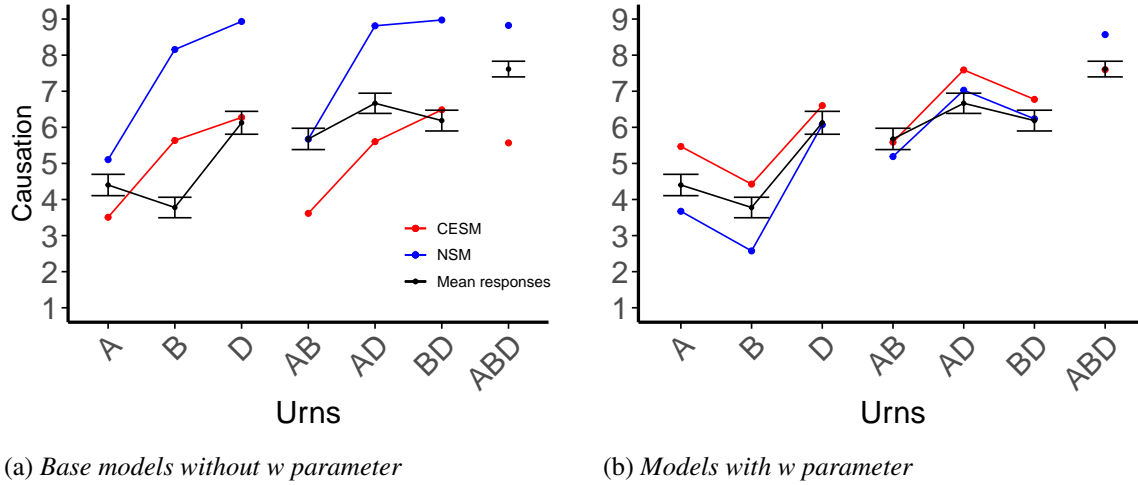 9
8
7
6
5
4
3
2
1
Causation
CESM
NSM
Mean responses
A
B
D
AB
AD
BD
ABD
Urns
(a) Base models without w parameter
9
8
7
6
5
4
3
2
1
A
B
D
AB
AD
BD
ABD
Urns
(b) Models with w parameter